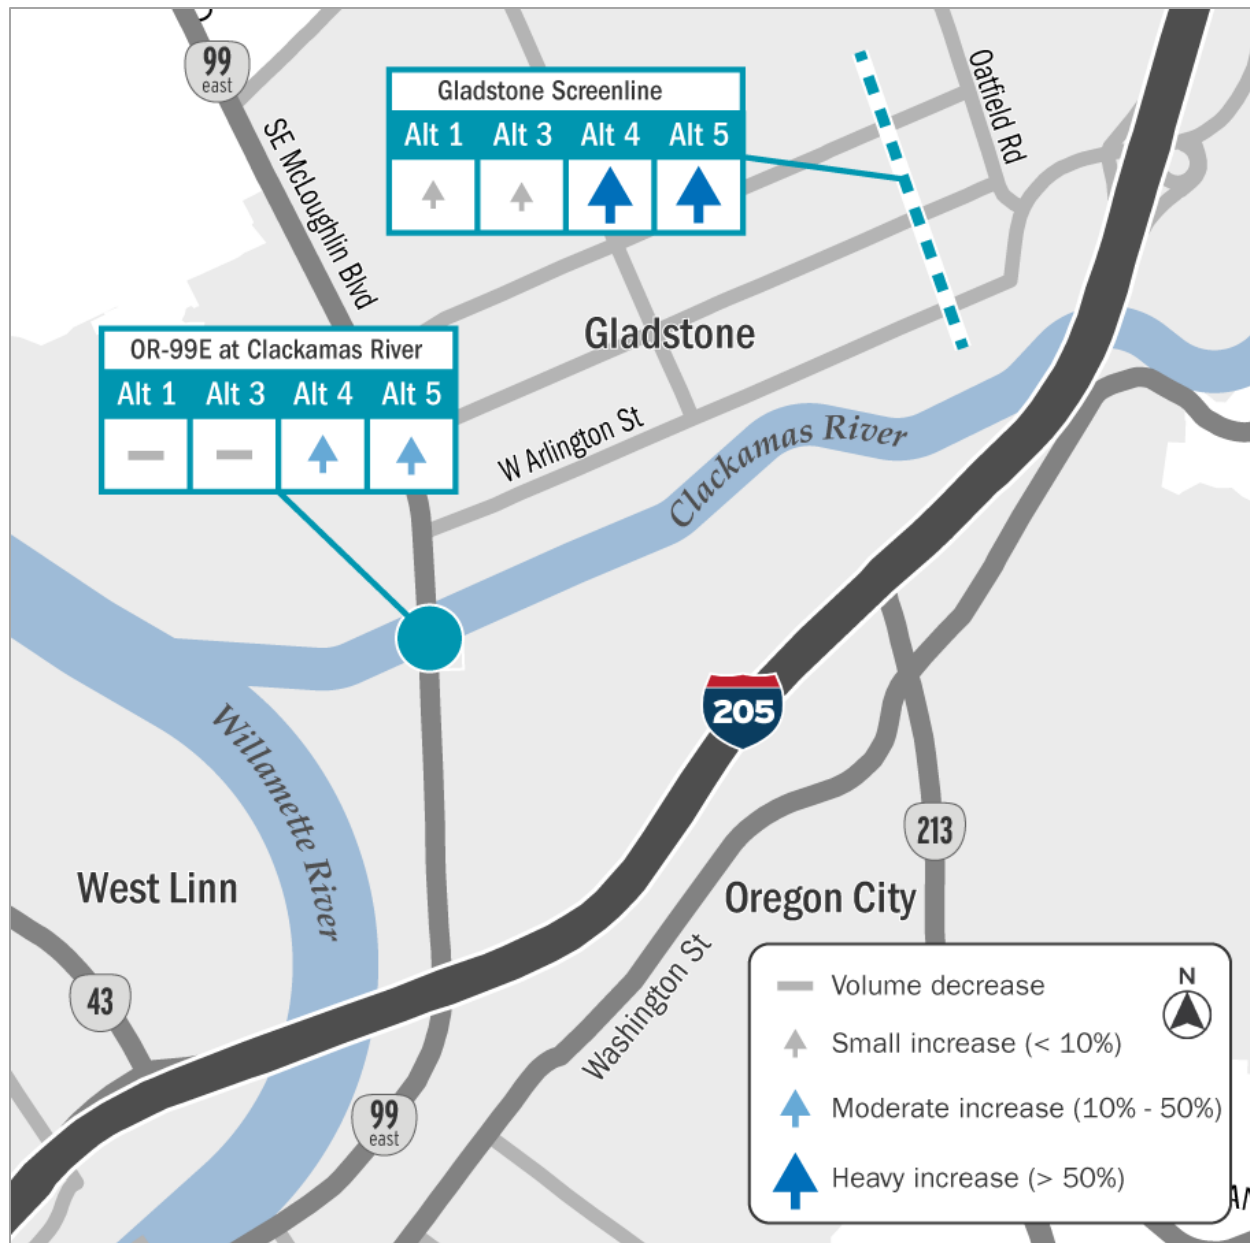 99
east
SE McLoughlin Blvd
Gladstone Screenline
Alt 1 Alt 3 Alt 4 Alt 5
Oatfield Rd
Gladstone
OR-99E at Clackamas River
Alt 1 Alt 3 Alt 4 Alt 5
W Arlington St
Clackamas River
205
Willamette River
213
West Linn
Oregon City
43
Washington St
99
east
N
Volume decrease
Small increase (< 10%)
Moderate increase (10% - 50%)
Heavy increase (> 50%)